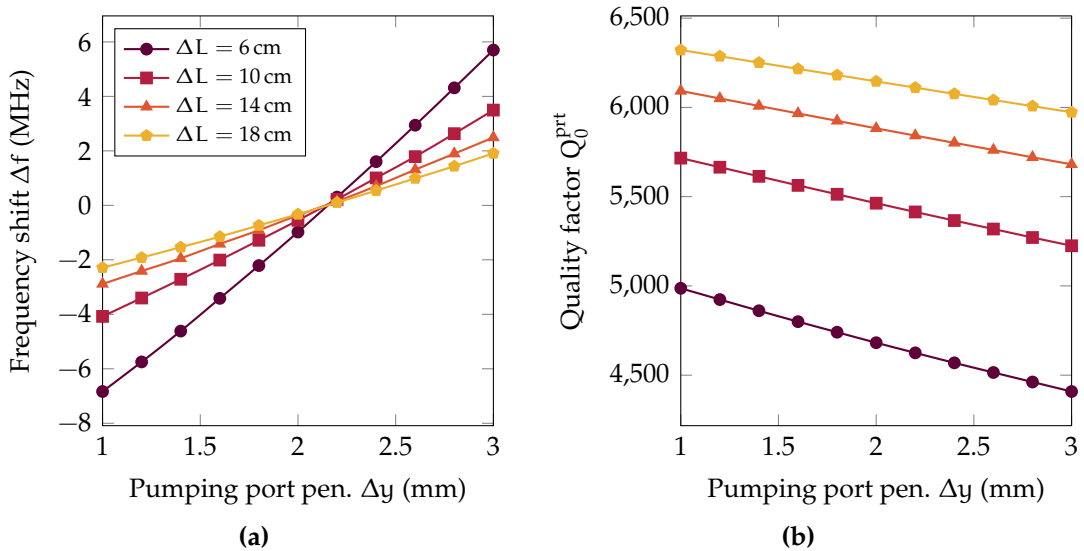 Frequency shift Δf (MHz)
6
4
2
0
−2
−4
−6
−8
ΔL = 6 cm
ΔL = 10 cm
ΔL = 14 cm
ΔL = 18 cm
1
1.5
2
2.5
3
Pumping port pen. Δy (mm)
(a)
Quality factor Q₀ᵖʳᵗ
6,500
6,000
5,500
5,000
4,500
1
1.5
2
2.5
3
Pumping port pen. Δy (mm)
(b)